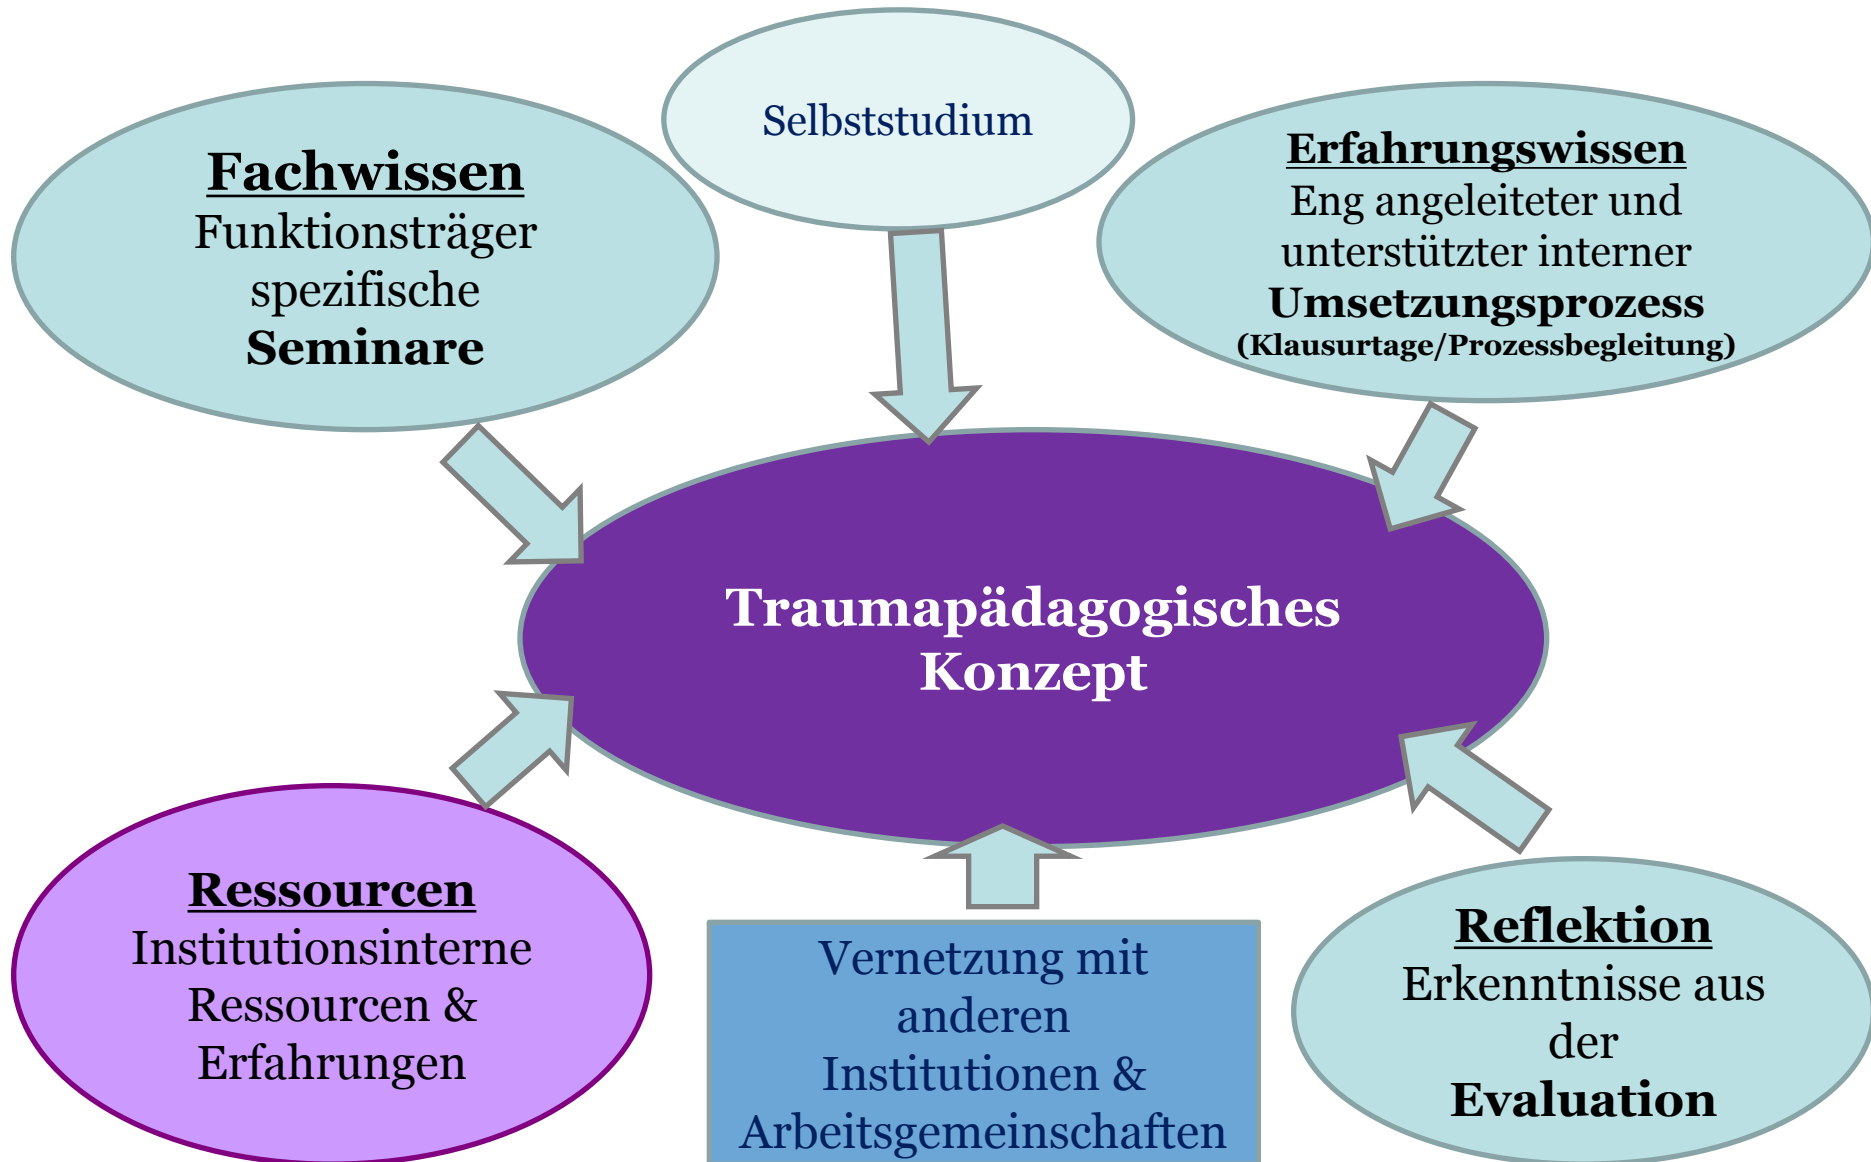 Selbststudium
Fachwissen
Funktionsträger
spezifische
Seminare
Erfahrungswissen
Eng angeleiteter und
unterstützter interner
Umsetzungsprozess
(Klausurtage/Prozessbegleitung)
Traumapädagogisches
Konzept
Ressourcen
Institutionsinterne
Ressourcen &
Erfahrungen
Vernetzung mit
anderen
Institutionen &
Arbeitsgemeinschaften
Reflektion
Erkenntnisse aus
der
Evaluation